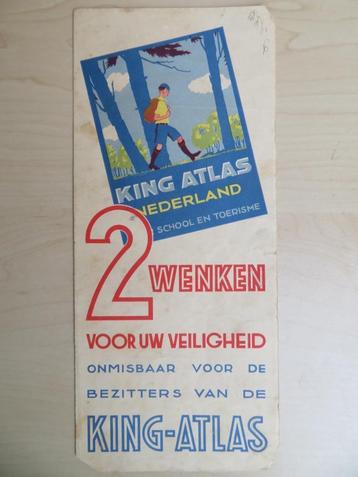 KING ATLAS
NEDERLAND
SCHOOL EN TOERISME
2 WENKEN
VOOR UW VEILIGHEID
ONMISBAAR VOOR DE
BEZITTERS VAN DE
KING-ATLAS